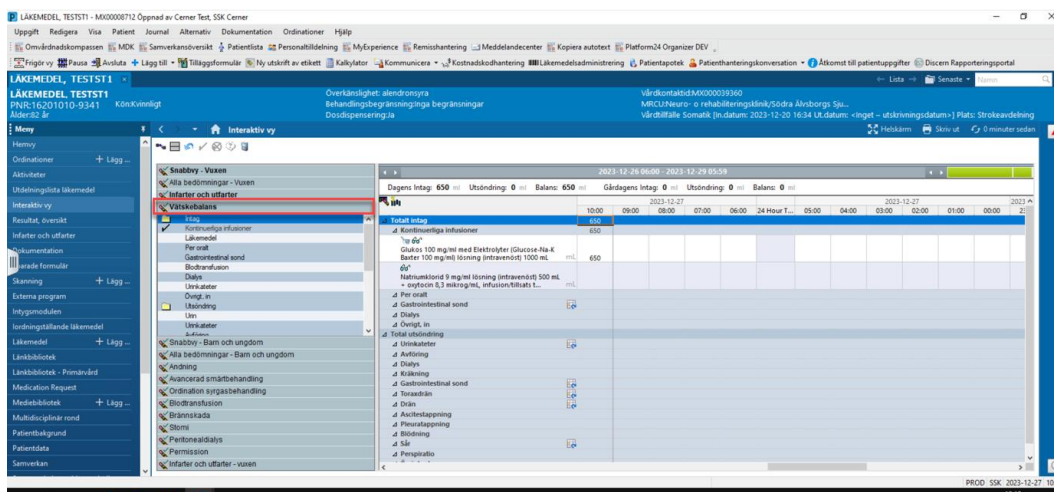 LÄKEMEDEL, TESTST1 - MX00008712 Öppnad av Cerner Test, SSK Cerner
Uppgift Redigera Visa Patient Journal Alternativ Dokumentation Ordinationer Hjälp
Omvårdnadskompassen MDK Samverkansöversikt Patientlista Personaltilldelning MyExperience Remisshantering Meddelandecenter Kopiera autotext Platform24 Organizer DEV
Frigör vy Pausa Avsluta Lägg till Tilläggsformulär Ny utskrift av etikett Kalkylator Kommunicera Kostnadskodhantering Läkemedelsadministrering Patientapotek Patienthanteringskonversation Åtkomst till patientuppgifter Discern Rapporteringsportal
LÄKEMEDEL, TESTST1 × Lista Senaste Namn
LÄKEMEDEL, TESTST1 Överkänslighet: alendronsyra Vårdkontaktid:MX000039360
PNR:16201010-9341 Kön:Kvinnligt Behandlingsbegränsning:Inga begränsningar MRCU:Neuro- o rehabiliteringsklinik/Södra Älvsborgs Sju...
Ålder:82 år Dosdispensering:Ja Vårdtillfälle Somatik [In.datum: 2023-12-20 16:34 Ut.datum: <Inget – utskrivningsdatum>] Plats: Strokeavdelning
Meny Interaktiv vy Helskärm Skriv ut 0 minuter sedan
Hemvy
Ordinationer + Lägg ...
Aktiviteter
Utdelningslista läkemedel
Interaktiv vy
Resultat, översikt
Infarter och utfarter
Dokumentation
Sparade formulär
Skanning + Lägg ...
Externa program
Intygsmodulen
Iordningställande läkemedel
Läkemedel + Lägg ...
Länkbibliotek
Länkbibliotek - Primärvård
Medication Request
Mediebibliotek + Lägg ...
Multidisciplinär rond
Patientbakgrund
Patientdata
Samverkan
Snabbvy - Vuxen
Alla bedömningar - Vuxen
Infarter och utfarter
Vätskebalans
Intag
Kontinuerliga infusioner
Läkemedel
Per oralt
Gastrointestinal sond
Blodtransfusion
Dialys
Urinkateter
Övrigt, in
Utsöndring
Urin
Urinkateter
Avföring
Snabbvy - Barn och ungdom
Alla bedömningar - Barn och ungdom
Andning
Avancerad smärtbehandling
Ordination syrgasbehandling
Blodtransfusion
Brännskada
Stomi
Peritonealdialys
Permission
Infarter och utfarter - vuxen
2023-12-26 06:00 - 2023-12-29 05:59
Dagens Intag: 650 ml Utsöndring: 0 ml Balans: 650 ml Gårdagens Intag: 0 ml Utsöndring: 0 ml Balans: 0 ml
2023-12-27 2023-12-27 2023
10:00 09:00 08:00 07:00 06:00 24 Hour T... 05:00 04:00 03:00 02:00 01:00 00:00
Totalt intag 650
Kontinuerliga infusioner 650
Glukos 100 mg/ml med Elektrolyter (Glucose-Na-K
Baxter 100 mg/ml) lösning (intravenöst) 1000 mL mL 650
Natriumklorid 9 mg/ml lösning (intravenöst) 500 mL
+ oxytocin 8,3 mikrog/mL, infusion/tillsats t... mL
Per oralt
Gastrointestinal sond
Dialys
Övrigt, in
Total utsöndring
Urinkateter
Avföring
Dialys
Kräkning
Gastrointestinal sond
Toraxdrän
Drän
Ascitestappning
Pleuratappning
Blödning
Sår
Perspiratio
PROD SSK 2023-12-27 10